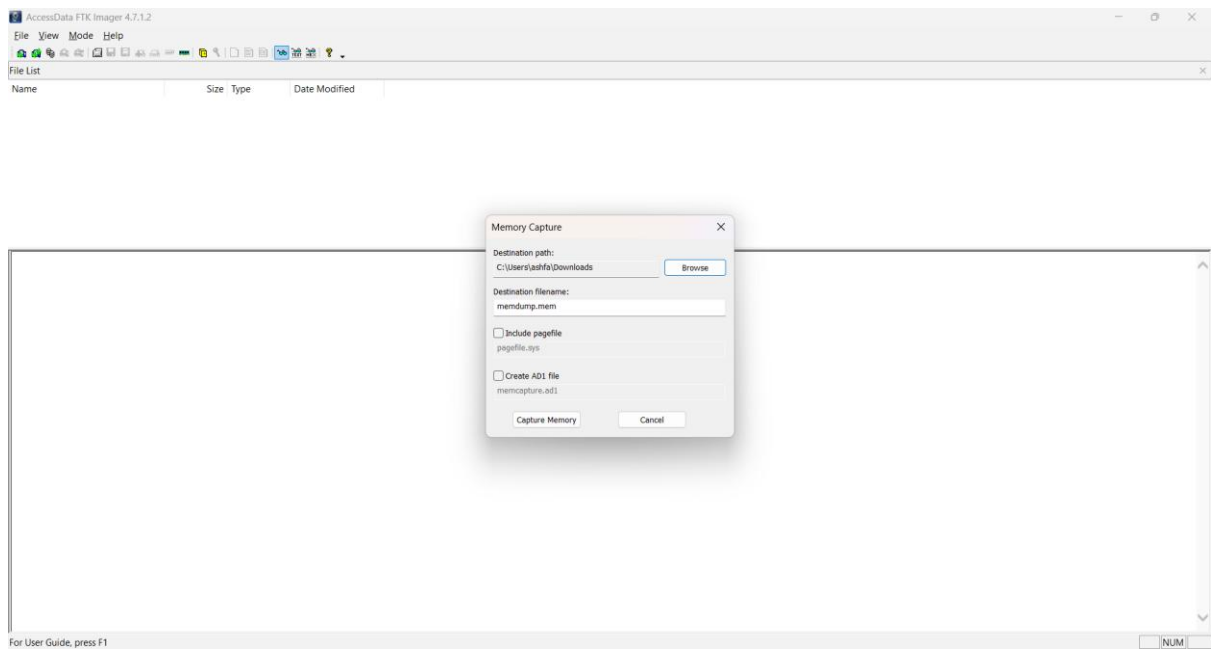 AccessData FTK Imager 4.7.1.2
File View Mode Help
File List
Name Size Type Date Modified
Memory Capture
Destination path:
C:\Users\ashfa\Downloads Browse
Destination filename:
memdump.mem
Include pagefile
pagefile.sys
Create AD1 file
memcapture.ad1
Capture Memory Cancel
For User Guide, press F1 NUM